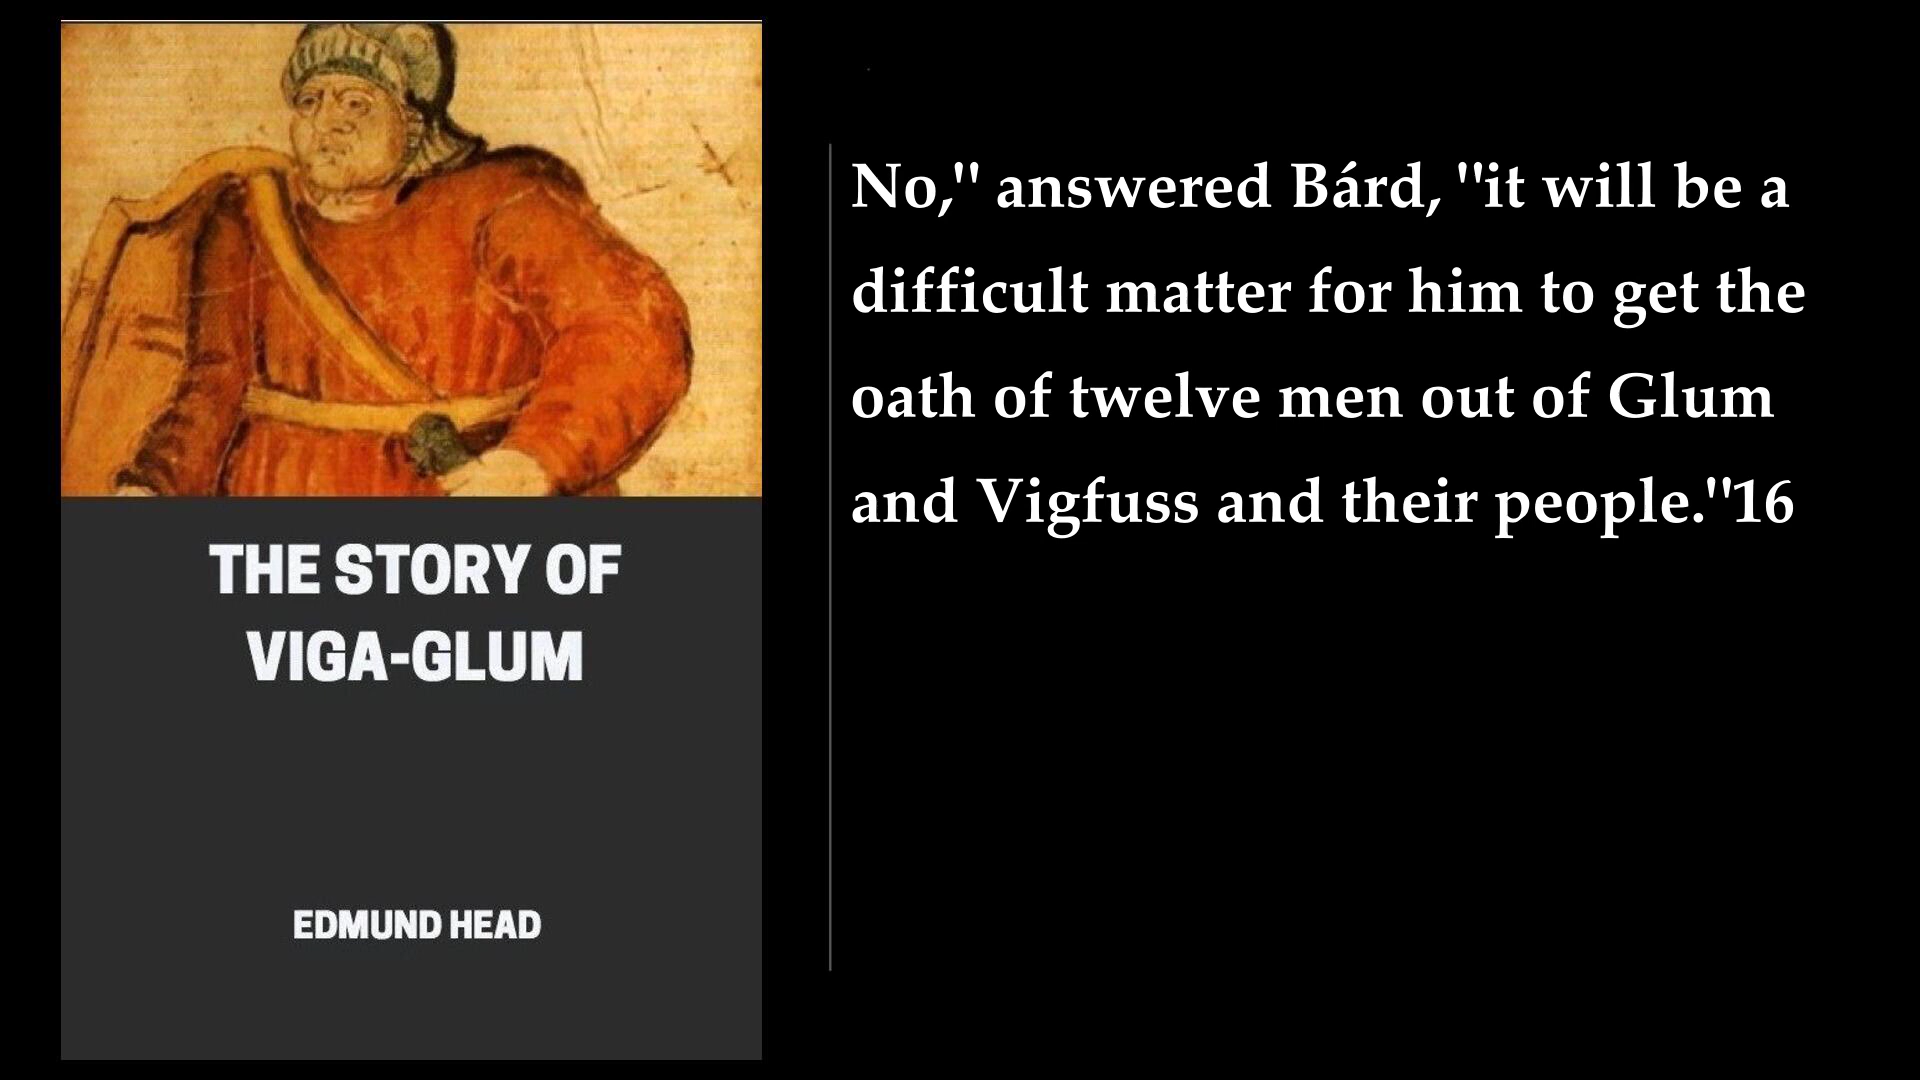 THE STORY OF
VIGA-GLUM
EDMUND HEAD
No," answered Bárd, "it will be a
difficult matter for him to get the
oath of twelve men out of Glum
and Vigfuss and their people."16